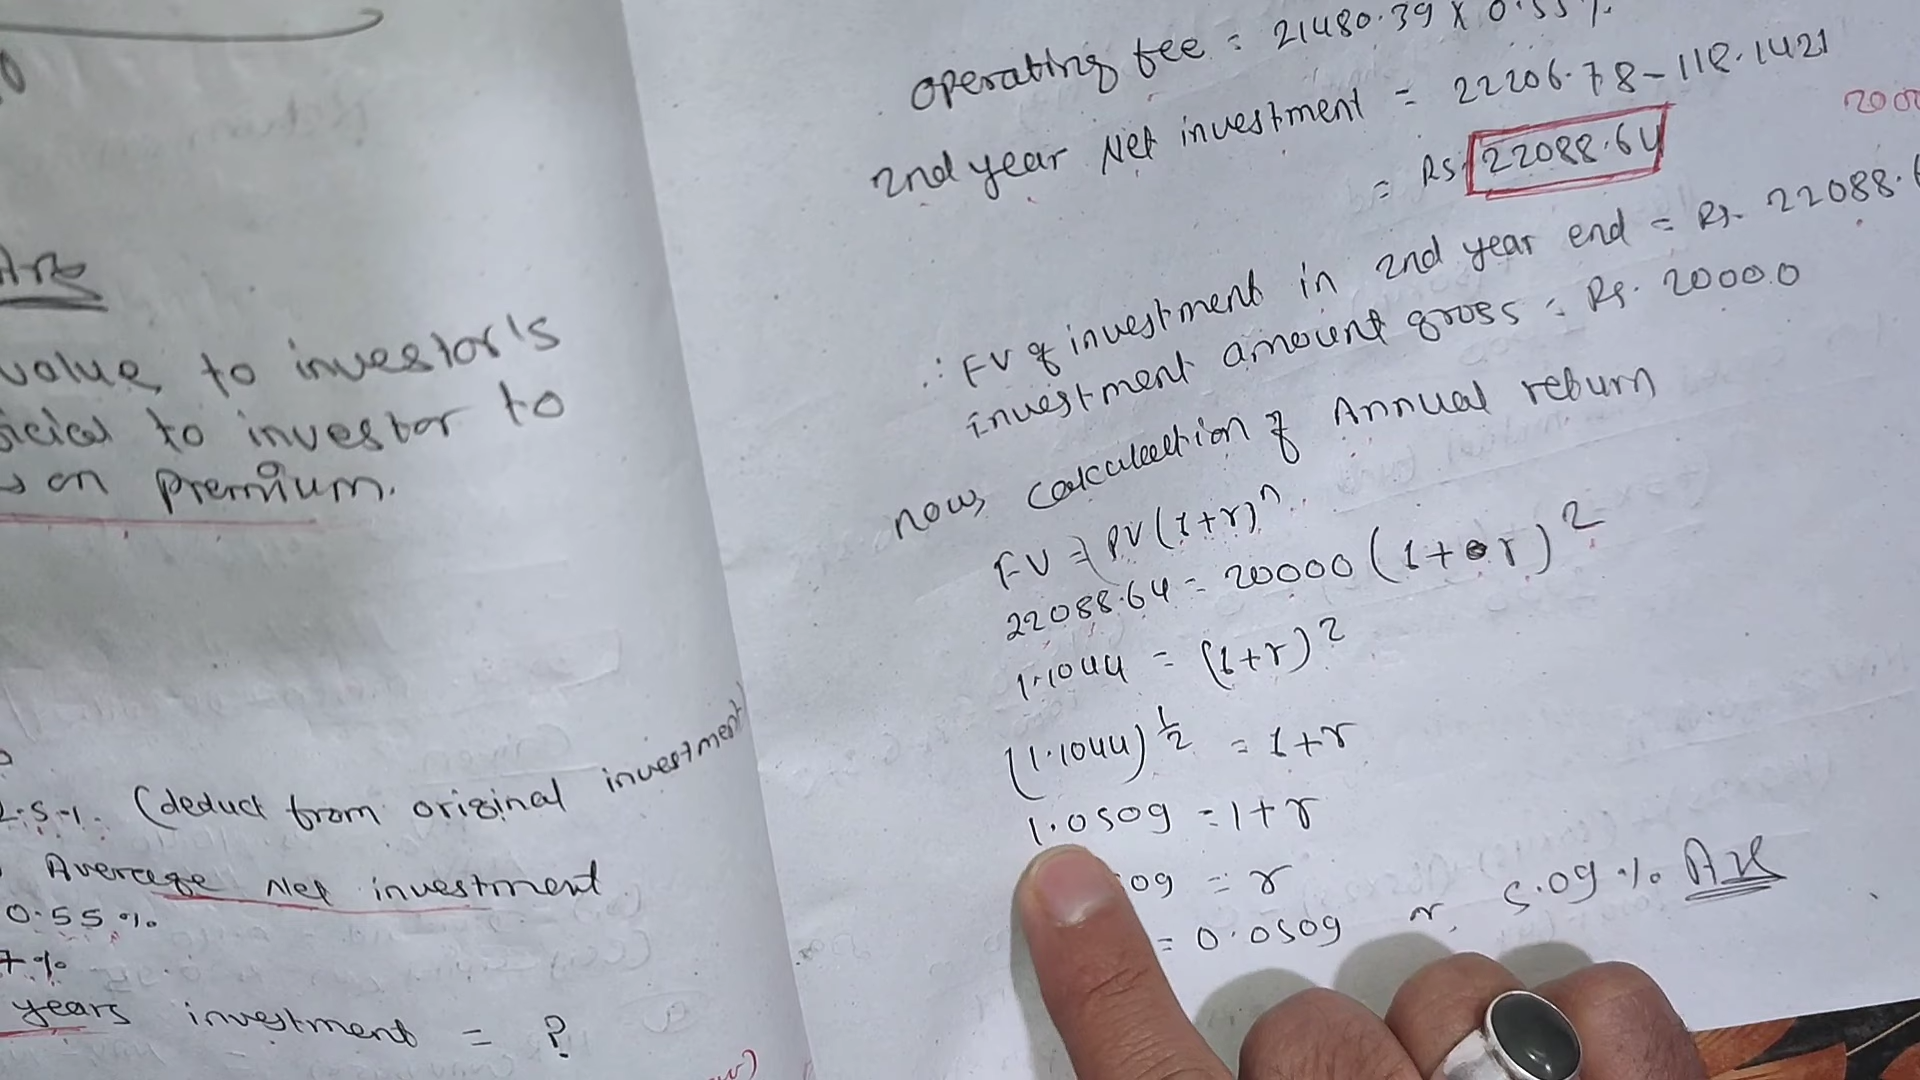 Ans
value to investor's
to investor to
on premium.
(deduct from original investment)
Average Net investment
0.55%
7%
years investment = ?
operating fee = 21480.39 x 0.55%
2nd year Net investment = 22206.78 - 118.1421
= Rs. 22088.64
∴ FV of investment in 2nd year end = Rs. 22088.
investment amount gross = Rs. 20000
now, calculation of Annual return
FV = PV (1+r)ⁿ
22088.64 = 20000 (1+r)²
1.1044 = (1+r)²
(1.1044)^½ = 1+r
1.0509 = 1+r
09 = r
= 0.0509 or 5.09% Ans